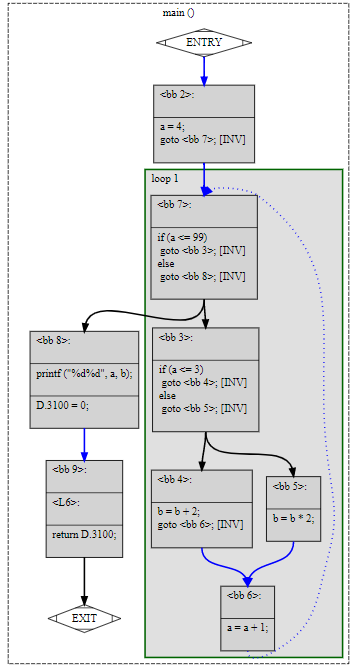 main ()
ENTRY
<bb 2>:
a = 4;
goto <bb 7>; [INV]
loop 1
<bb 7>:
if (a <= 99)
goto <bb 3>; [INV]
else
goto <bb 8>; [INV]
<bb 8>:
printf ("%d%d", a, b);
D.3100 = 0;
<bb 3>:
if (a <= 3)
goto <bb 4>; [INV]
else
goto <bb 5>; [INV]
<bb 9>:
<L6>:
return D.3100;
<bb 4>:
b = b + 2;
goto <bb 6>; [INV]
<bb 5>:
b = b * 2;
EXIT
<bb 6>:
a = a + 1;